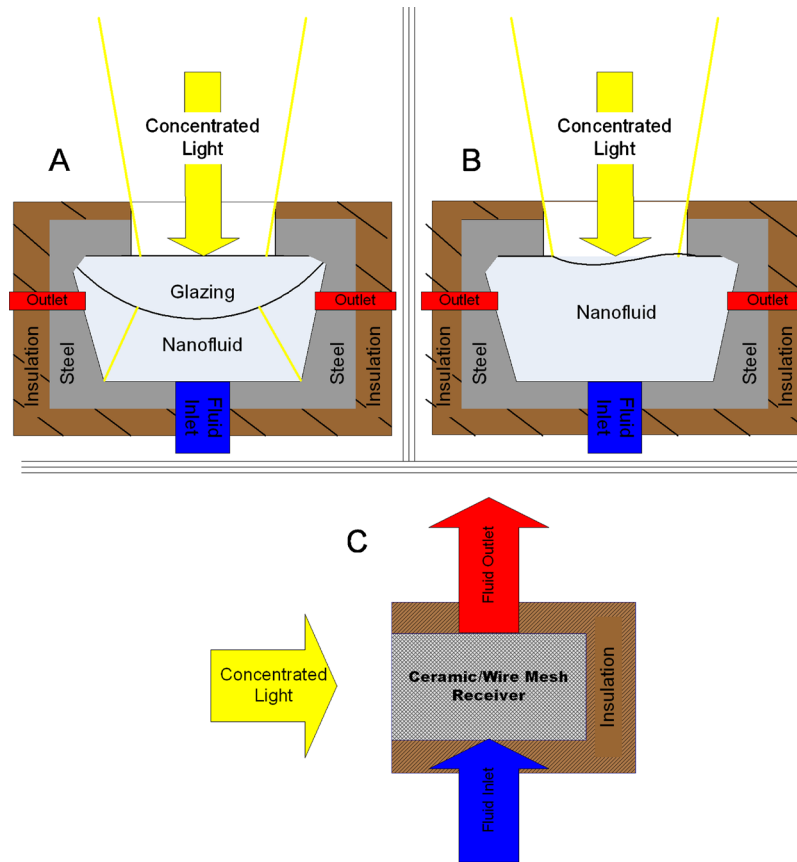 A
Concentrated
Light
Glazing
Nanofluid
Outlet
Outlet
Insulation
Steel
Steel
Insulation
Fluid
Inlet
B
Concentrated
Light
Nanofluid
Outlet
Outlet
Insulation
Steel
Steel
Insulation
Fluid
Inlet
C
Fluid Outlet
Concentrated
Light
Ceramic/Wire Mesh
Receiver
Insulation
Fluid Inlet